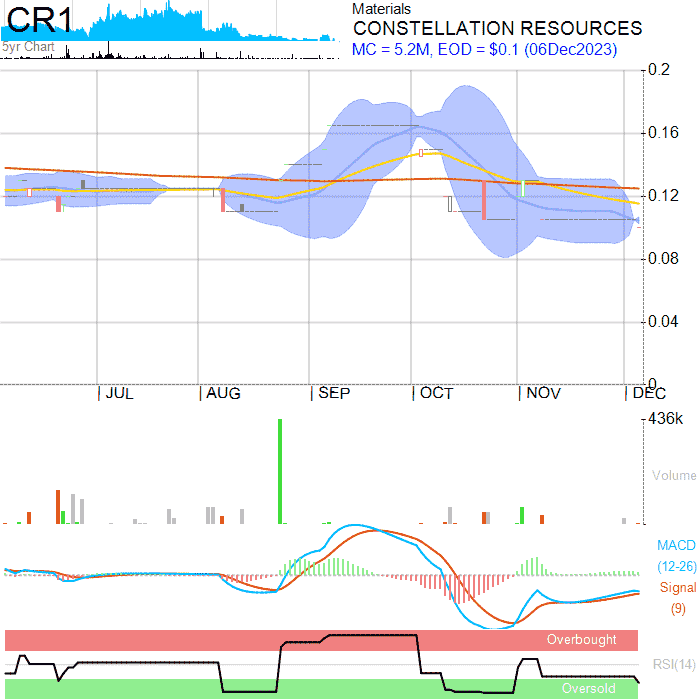 CR1
5yr Chart
Materials
CONSTELLATION RESOURCES
MC = 5.2M, EOD = $0.1 (06Dec2023)
0.2
0.16
0.12
0.08
0.04
0
JUL
AUG
SEP
OCT
NOV
DEC
436k
Volume
MACD
(12-26)
Signal
(9)
Overbought
RSI(14)
Oversold